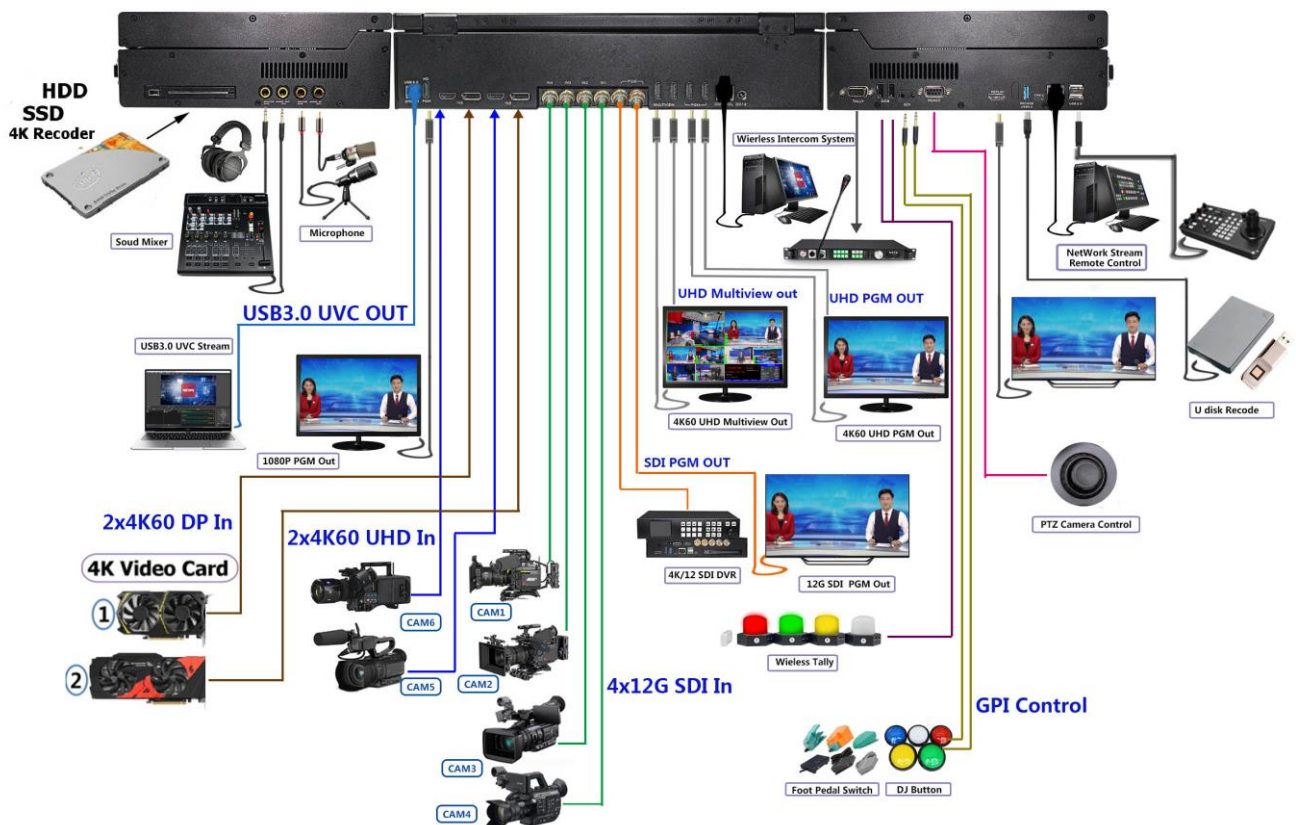 HDD
SSD
4K Recoder
Soud Mixer
Microphone
USB3.0 UVC OUT
USB3.0 UVC Stream
1080P PGM Out
2x4K60 DP In
4K Video Card
1
2
2x4K60 UHD In
CAM6
CAM5
CAM1
CAM2
CAM3
CAM4
4x12G SDI In
Wierless Intercom System
UHD Multiview out
UHD PGM OUT
4K60 UHD Multiview Out
4K60 UHD PGM Out
SDI PGM OUT
4K/12 SDI DVR
12G SDI PGM Out
Wieless Tally
GPI Control
Foot Pedal Switch
DJ Button
NetWork Stream
Remote Control
U disk Recode
PTZ Camera Control
TALLY